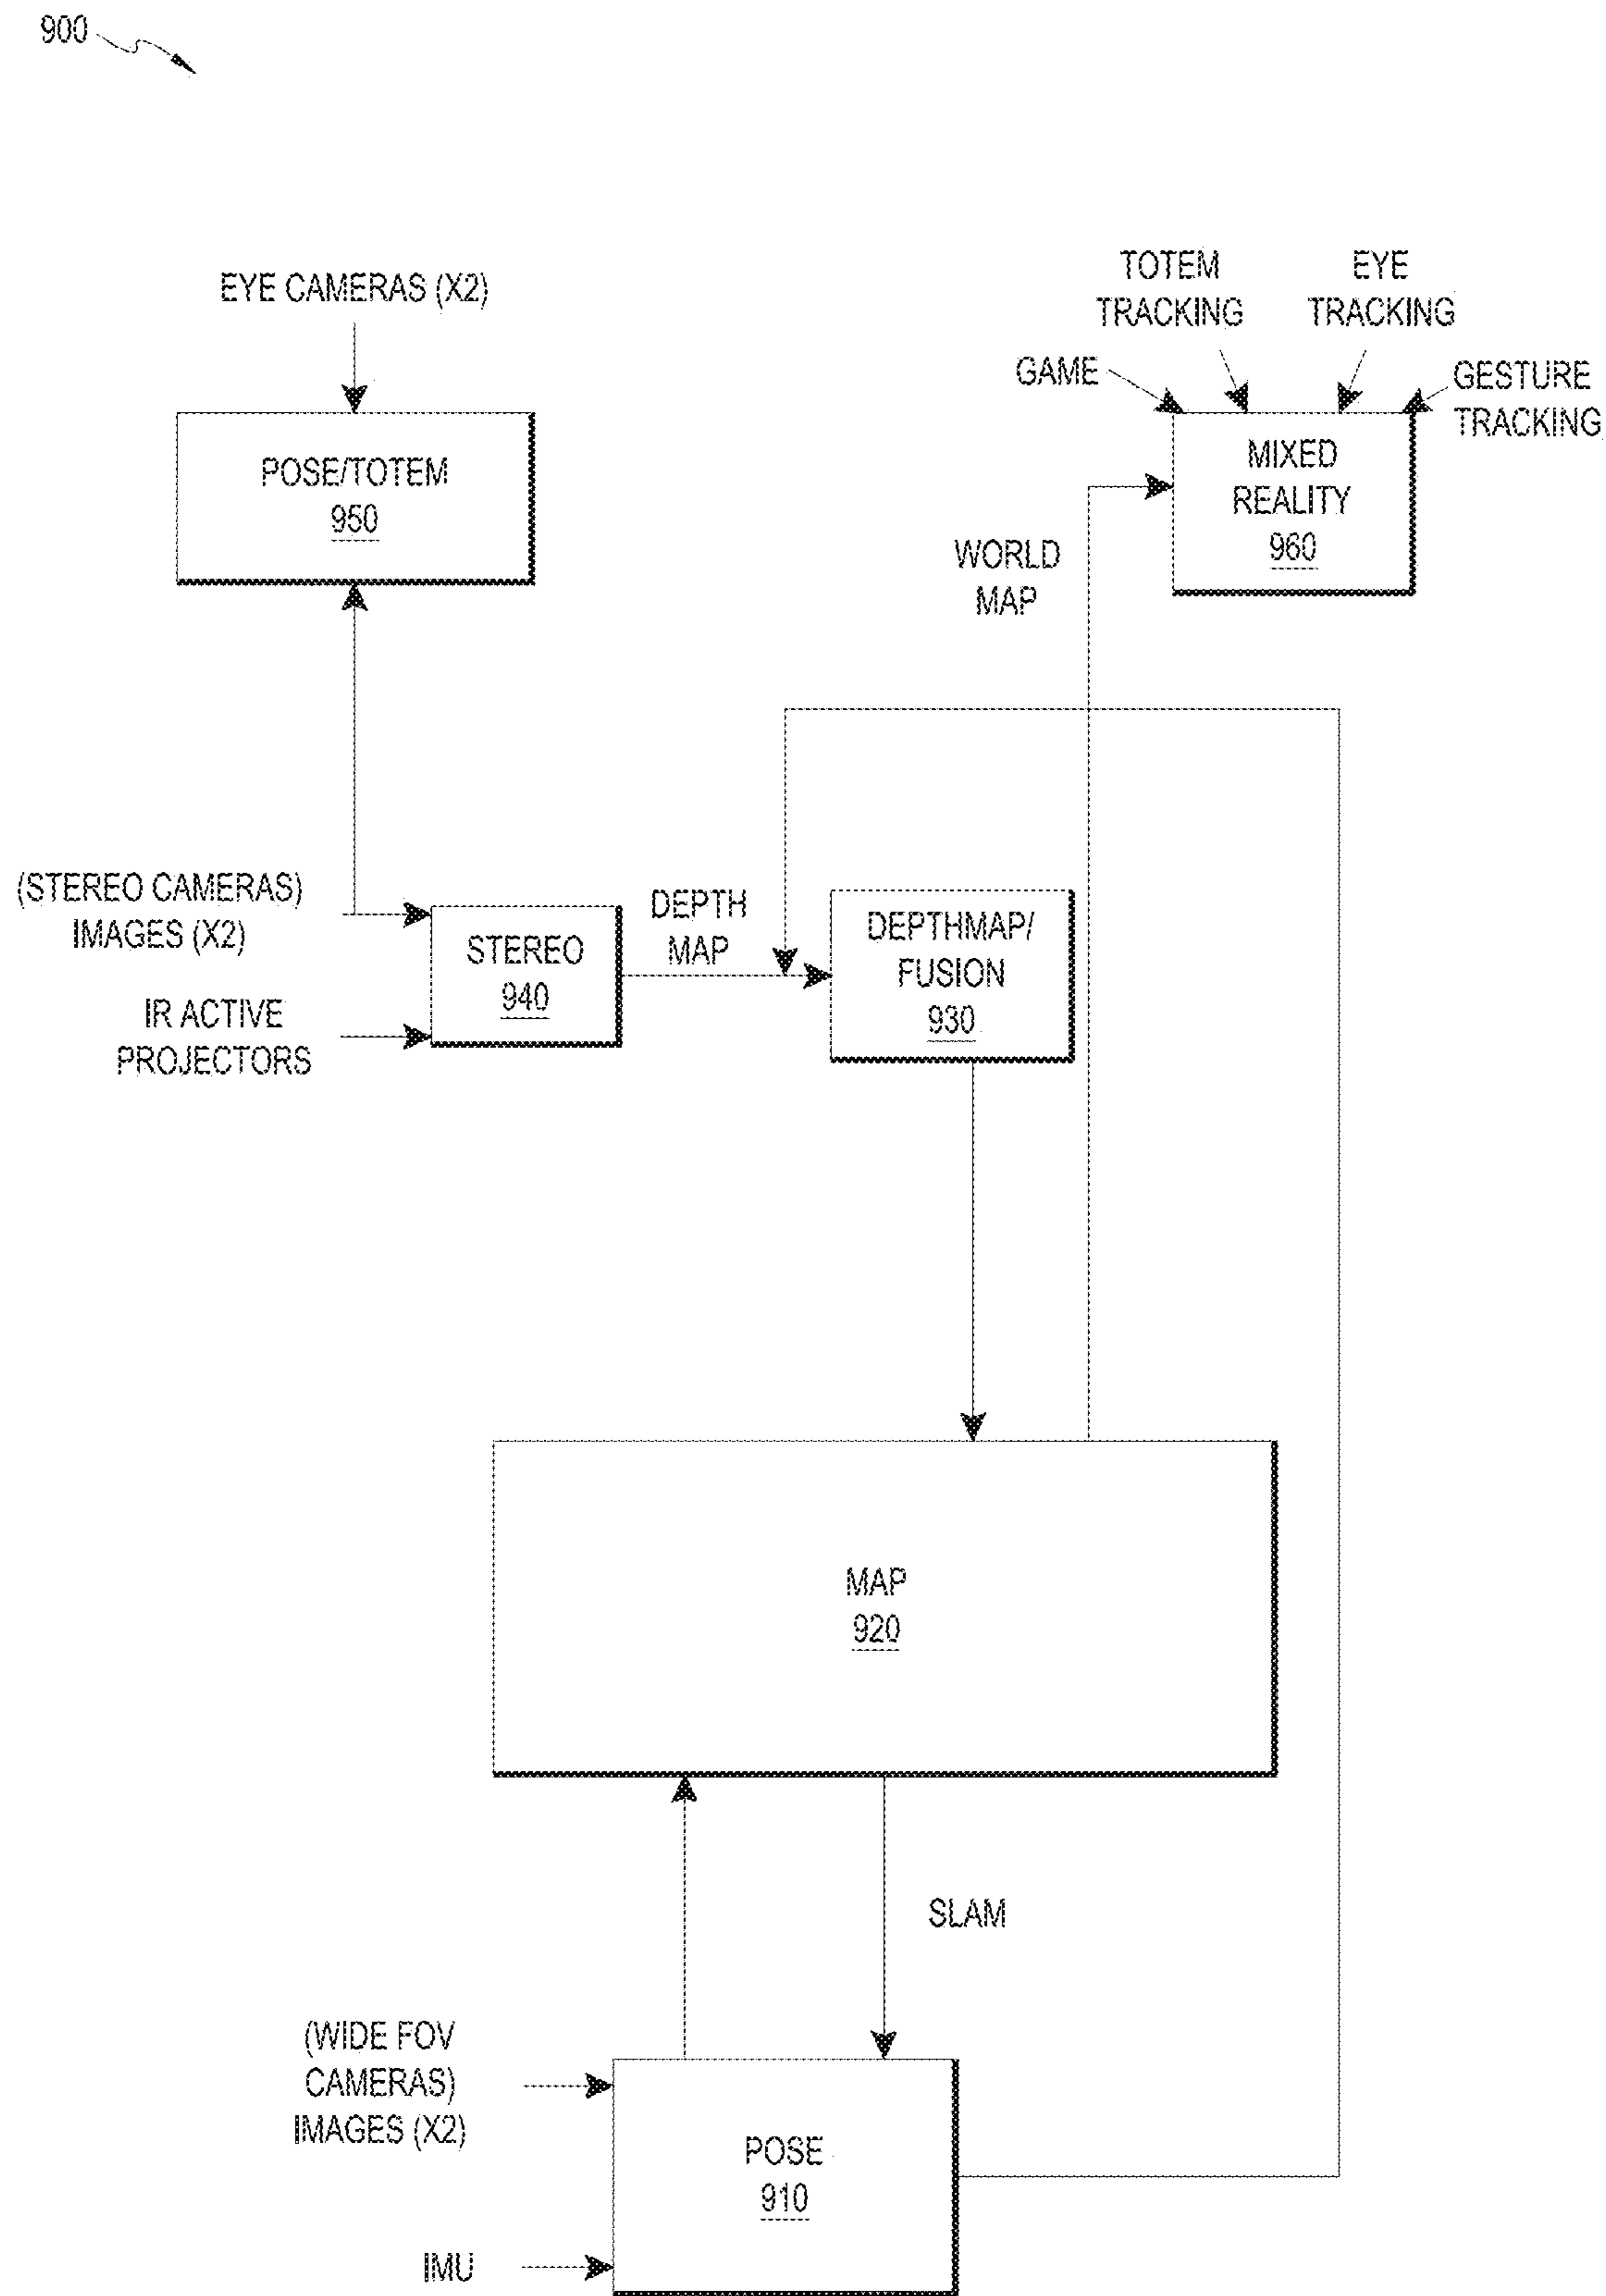 900
EYE CAMERAS (X2)
POSE/TOTEM
950
TOTEM
TRACKING
EYE
TRACKING
GAME
GESTURE
TRACKING
MIXED
REALITY
960
WORLD
MAP
(STEREO CAMERAS)
IMAGES (X2)
IR ACTIVE
PROJECTORS
STEREO
940
DEPTH
MAP
DEPTHMAP/
FUSION
930
MAP
920
SLAM
(WIDE FOV
CAMERAS)
IMAGES (X2)
IMU
POSE
910